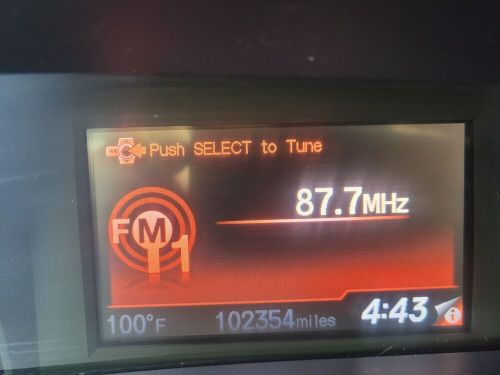 Push SELECT to Tune
87.7MHz
FM1
100°F 102354miles 4:43 i